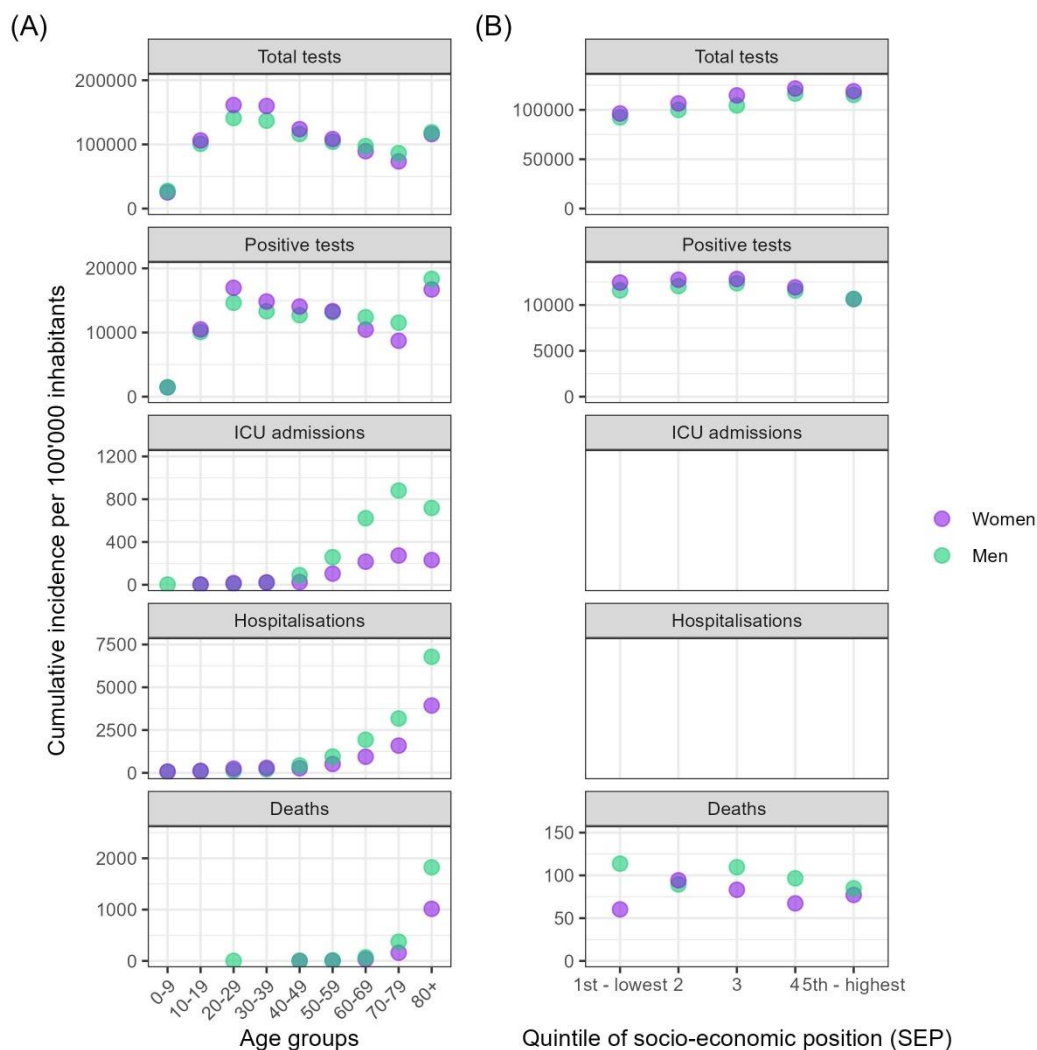 (A)
Total tests
200000
100000
0
Positive tests
20000
10000
0
ICU admissions
1200
800
400
0
Hospitalisations
7500
5000
2500
0
Deaths
2000
1000
0
0-9
10-19
20-29
30-39
40-49
50-59
60-69
70-79
80+
Age groups
Cumulative incidence per 100'000 inhabitants
(B)
Total tests
100000
50000
0
Positive tests
10000
5000
0
ICU admissions
Hospitalisations
Deaths
150
100
50
0
1st - lowest 2 3 4 5th - highest
Quintile of socio-economic position (SEP)
Women
Men